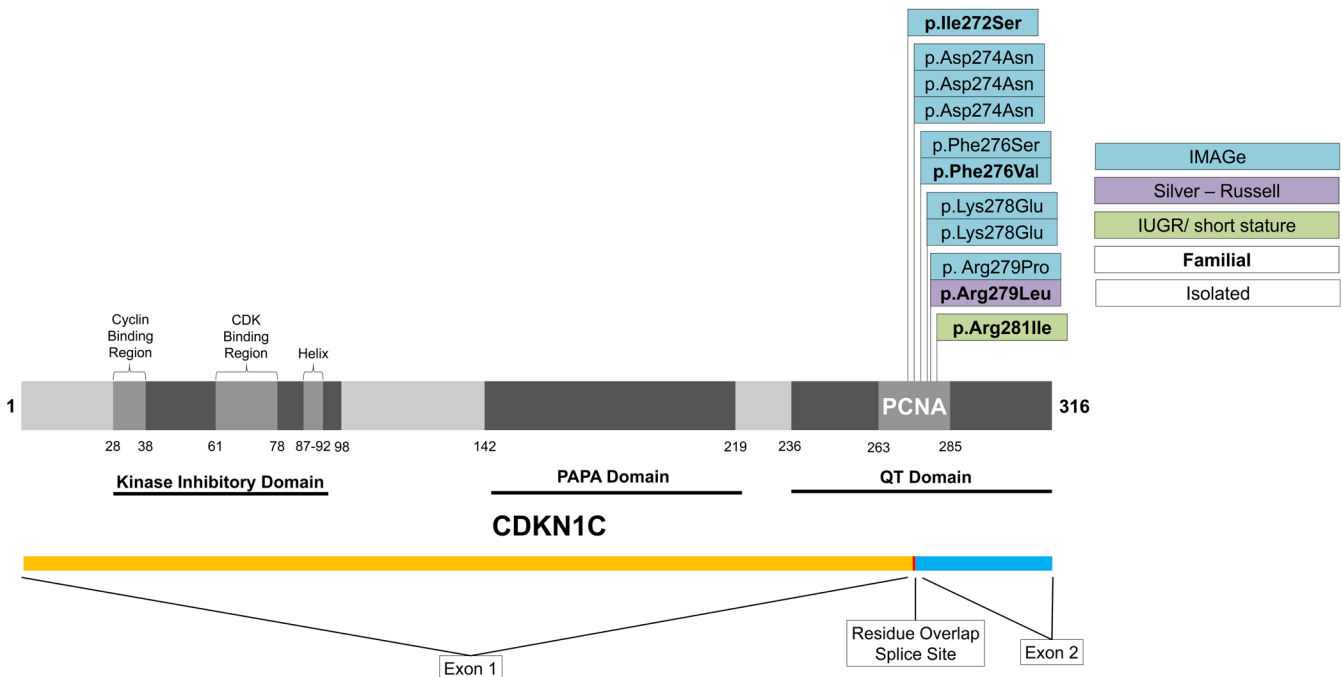 p.Ile272Ser
p.Asp274Asn
p.Asp274Asn
p.Asp274Asn
p.Phe276Ser
p.Phe276Val
p.Lys278Glu
p.Lys278Glu
p. Arg279Pro
p.Arg279Leu
p.Arg281Ile
IMAGe
Silver – Russell
IUGR/ short stature
Familial
Isolated
Cyclin
Binding
Region
CDK
Binding
Region
Helix
1
PCNA
316
28 38 61 78 87-92 98 142 219 236 263 285
Kinase Inhibitory Domain
PAPA Domain
QT Domain
CDKN1C
Residue Overlap
Splice Site
Exon 1
Exon 2